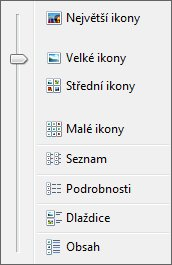 Největší ikony
Velké ikony
Střední ikony
Malé ikony
Seznam
Podrobnosti
Dlaždice
Obsah